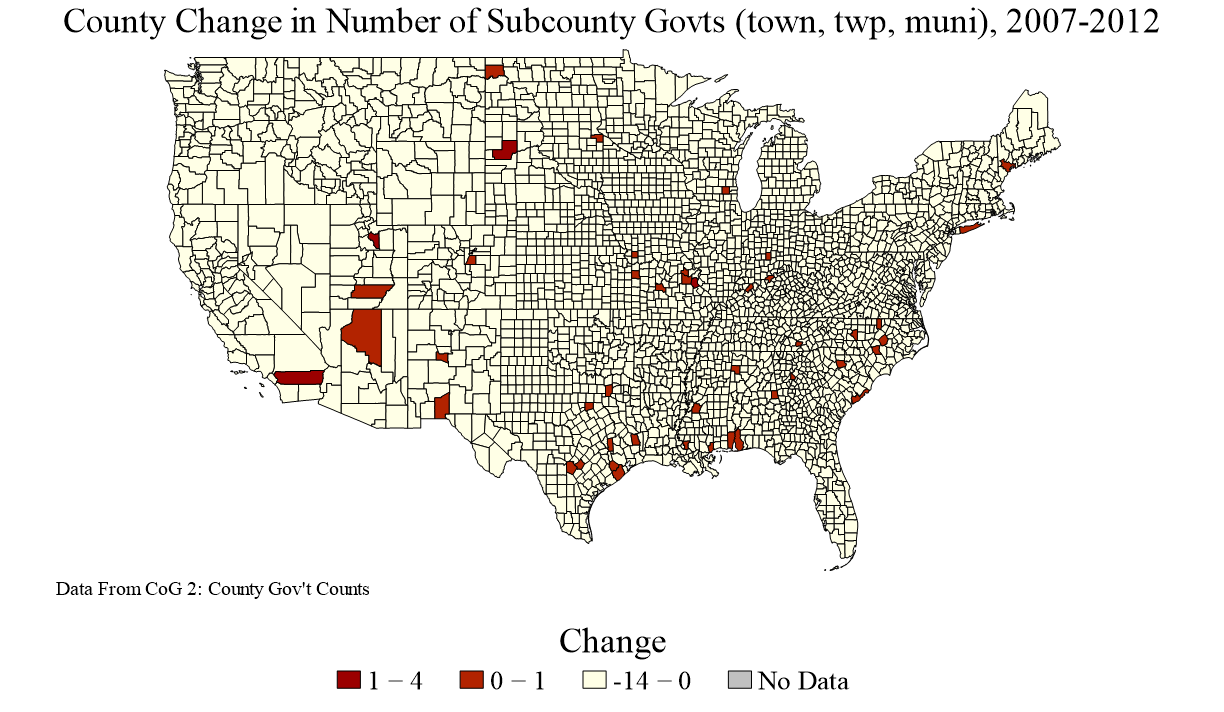 County Change in Number of Subcounty Govts (town, twp, muni), 2007-2012
Data From CoG 2: County Gov't Counts
Change
1 − 4 0 − 1 -14 − 0 No Data